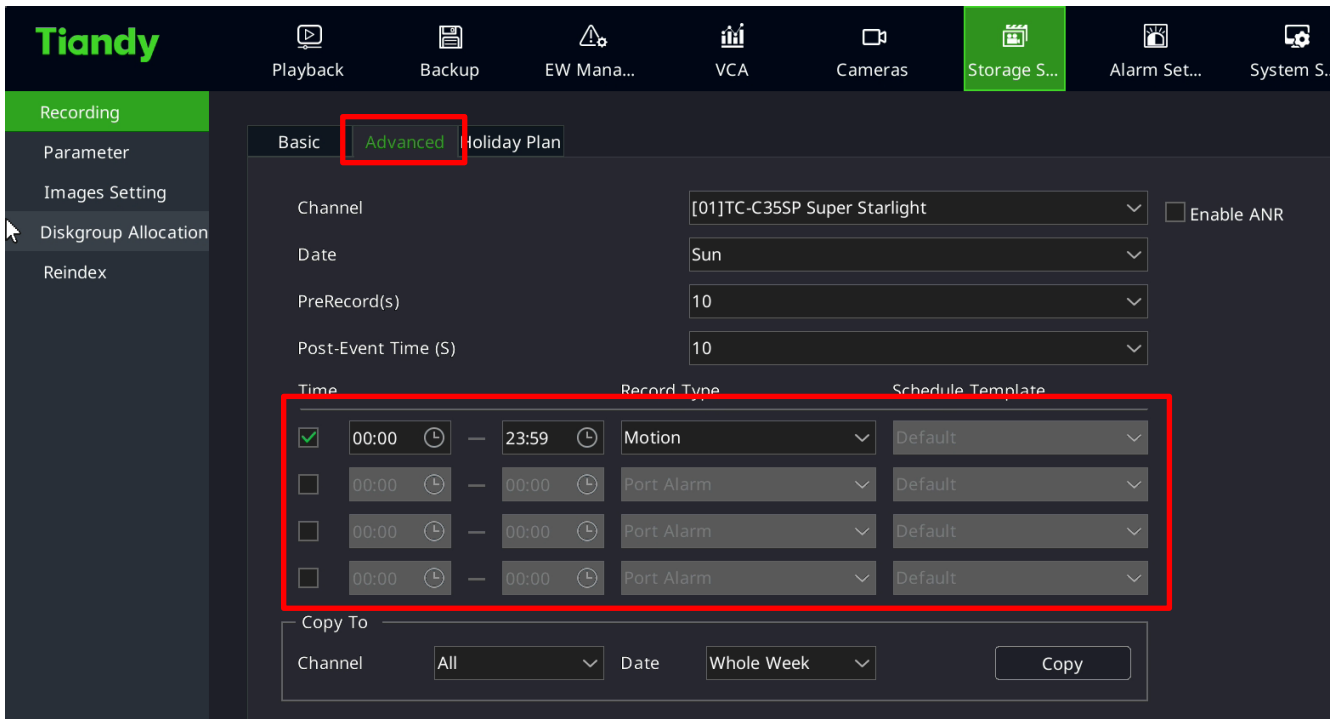 Tiandy
Playback Backup EW Mana... VCA Cameras Storage S... Alarm Set... System S..
Recording
Parameter
Images Setting
Diskgroup Allocation
Reindex
Basic Advanced Holiday Plan
Channel [01]TC-C35SP Super Starlight Enable ANR
Date Sun
PreRecord(s) 10
Post-Event Time (S) 10
Time Record Type Schedule Template
00:00 — 23:59 Motion Default
00:00 — 00:00 Port Alarm Default
00:00 — 00:00 Port Alarm Default
00:00 — 00:00 Port Alarm Default
Copy To
Channel All Date Whole Week Copy